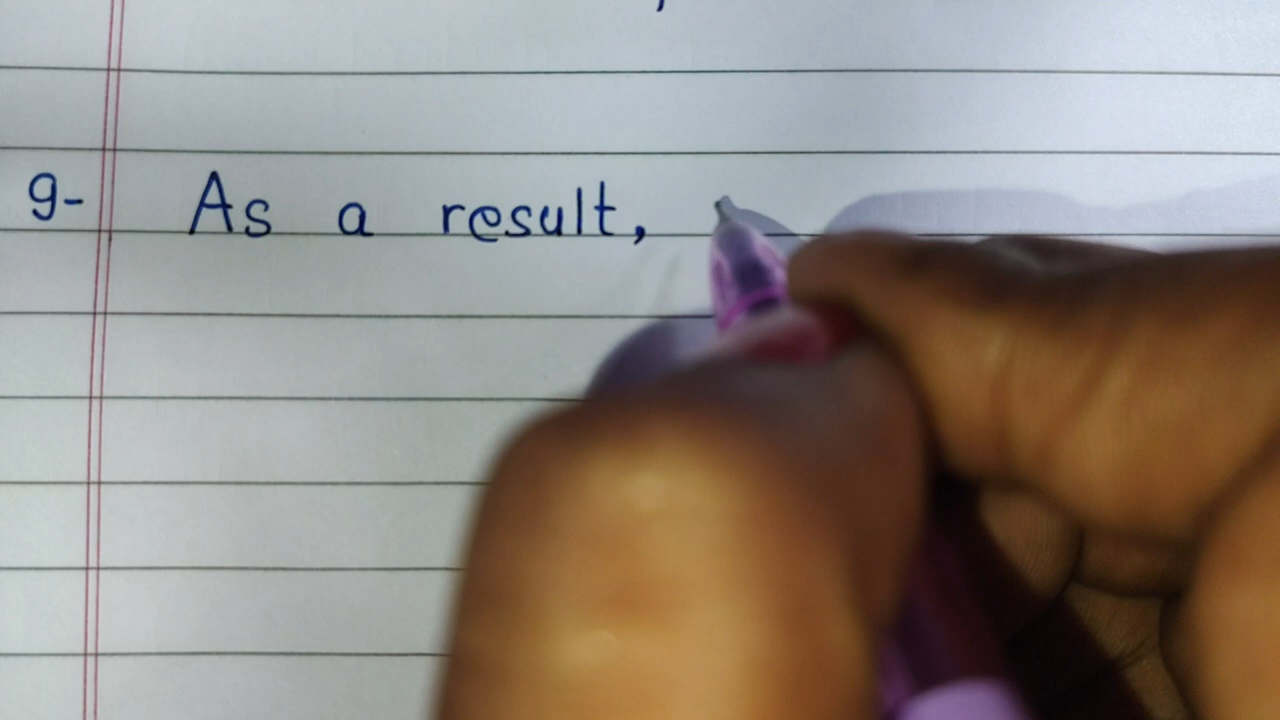 9- As a result,